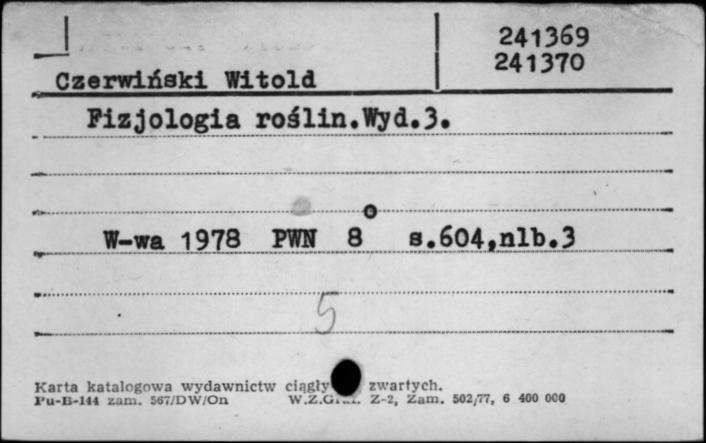 241369
241370
Czerwiński Witold
Fizjologia roślin.Wyd.3.
W-wa 1978 PWN 8° s.604,nlb.3
5
Karta katalogowa wydawnictw zwartych.
Pu-B-144 zam. 567/DW/On Z-2, Zam. 502/77, 6 400 000